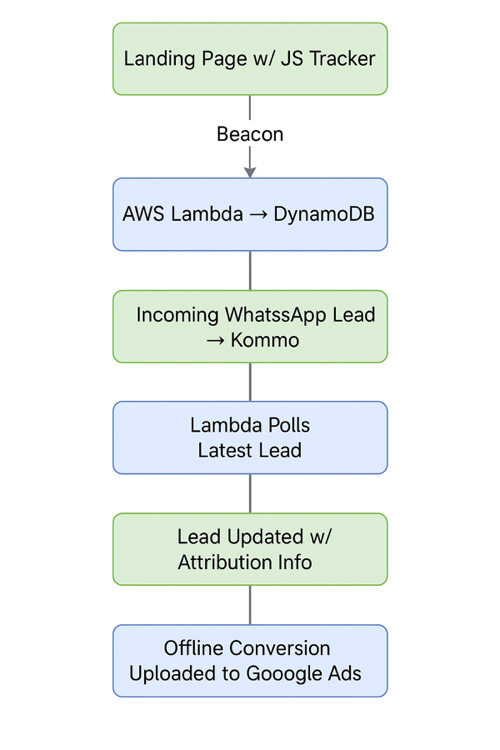 Landing Page w/ JS Tracker
Beacon
AWS Lambda → DynamoDB
Incoming WhatssApp Lead
→ Kommo
Lambda Polls
Latest Lead
Lead Updated w/
Attribution Info
Offline Conversion
Uploaded to Gooogle Ads